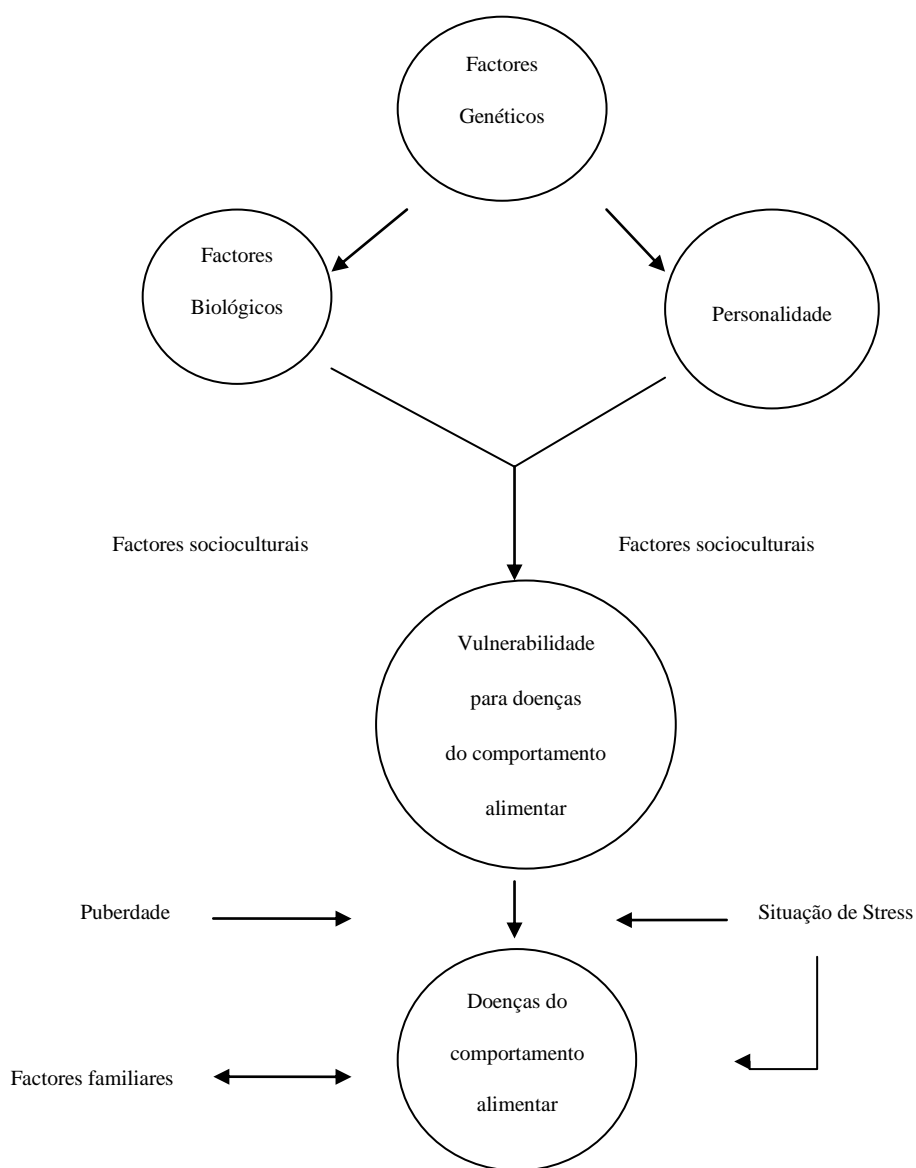 Factores
Genéticos
Factores
Biológicos
Personalidade
Factores socioculturais
Factores socioculturais
Vulnerabilidade
para doenças
do comportamento
alimentar
Puberdade
Situação de Stress
Doenças do
comportamento
alimentar
Factores familiares